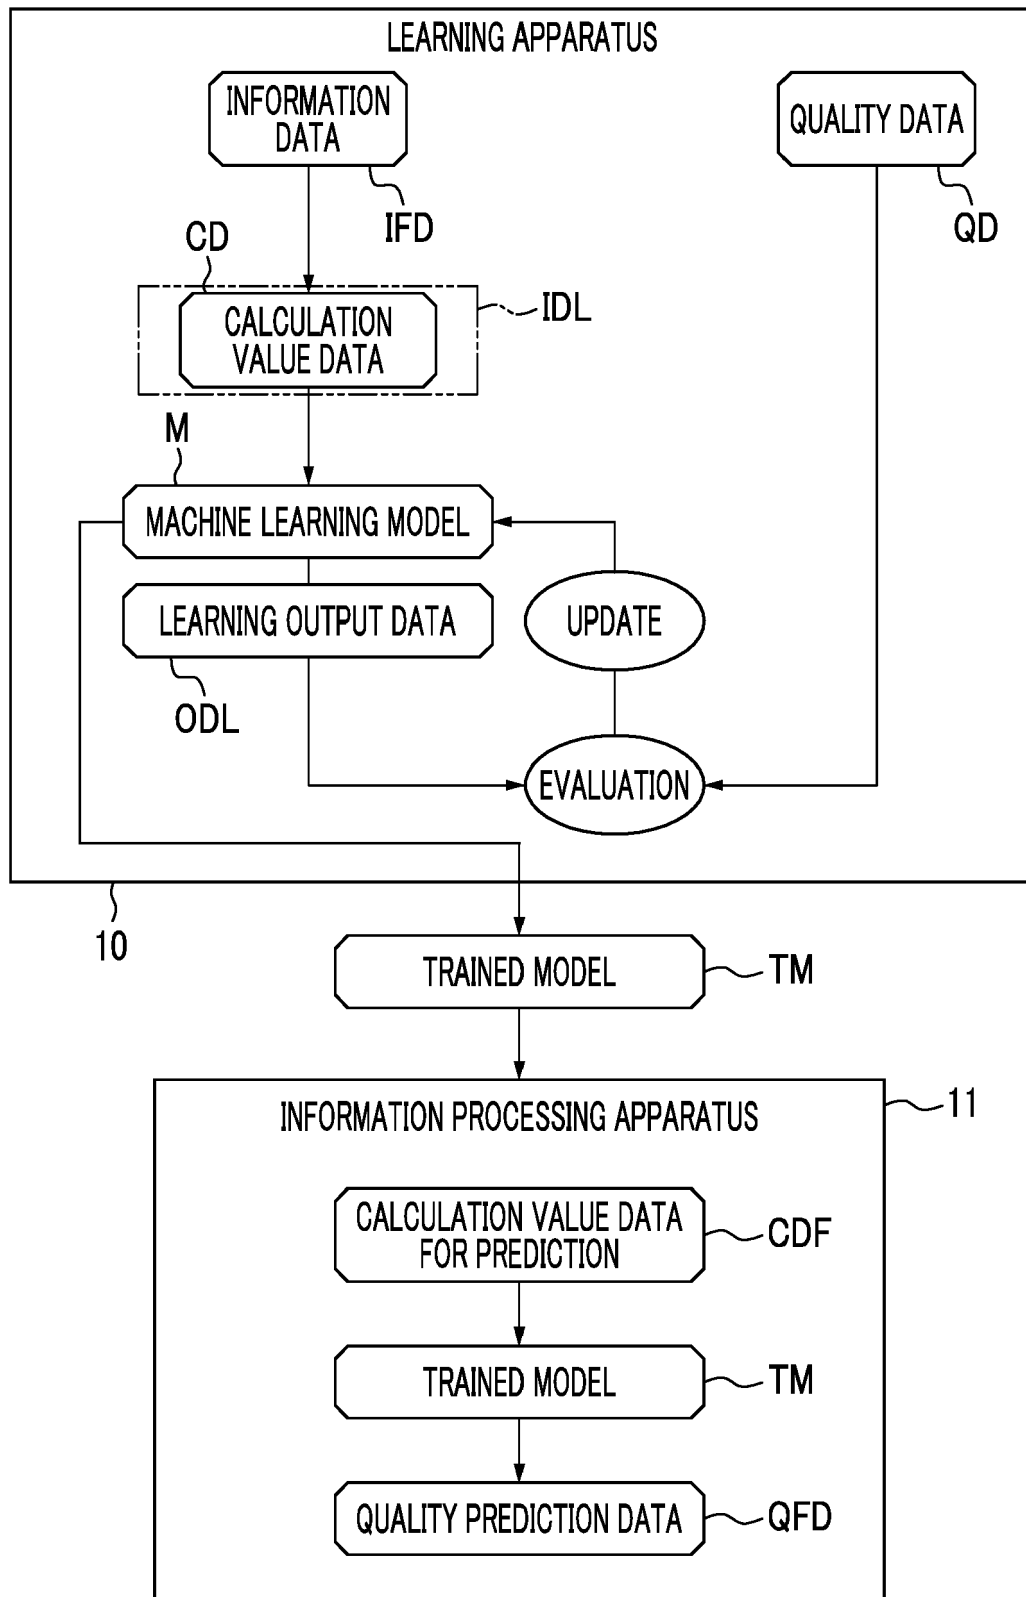 LEARNING APPARATUS
INFORMATION
DATA
QUALITY DATA
IFD
QD
CD
IDL
CALCULATION
VALUE DATA
M
MACHINE LEARNING MODEL
LEARNING OUTPUT DATA
UPDATE
ODL
EVALUATION
10
TRAINED MODEL
TM
INFORMATION PROCESSING APPARATUS
11
CALCULATION VALUE DATA
FOR PREDICTION
CDF
TRAINED MODEL
TM
QUALITY PREDICTION DATA
QFD